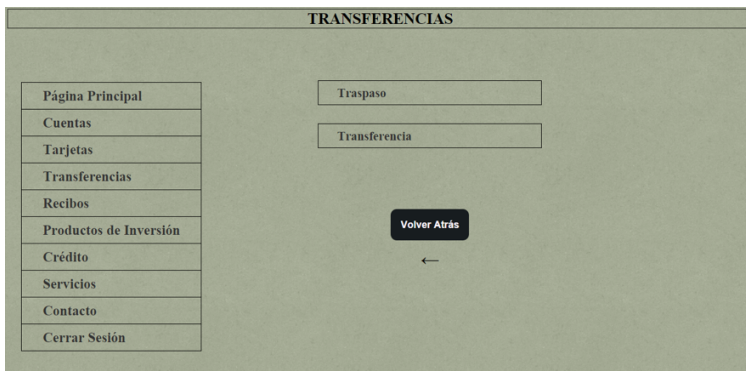 TRANSFERENCIAS
Página Principal
Cuentas
Tarjetas
Transferencias
Recibos
Productos de Inversión
Crédito
Servicios
Contacto
Cerrar Sesión
Traspaso
Transferencia
Volver Atrás
←